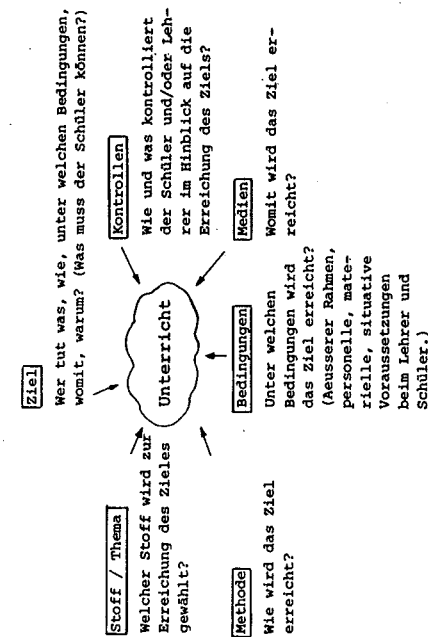 Ziel
Wer tut was, wie, unter welchen Bedingungen,
womit, warum? (Was muss der Schüler können?)
Stoff / Thema
Welcher Stoff wird zur
Erreichung des Zieles
gewählt?
Unterricht
Kontrollen
Wie und was kontrolliert
der Schüler und/oder Leh-
rer im Hinblick auf die
Erreichung des Ziels?
Methode
Wie wird das Ziel
erreicht?
Bedingungen
Unter welchen
Bedingungen wird
das Ziel erreicht?
(Aeusserer Rahmen,
personelle, mate-
rielle, situative
Voraussetzungen
beim Lehrer und
Schüler.)
Medien
Womit wird das Ziel er-
reicht?